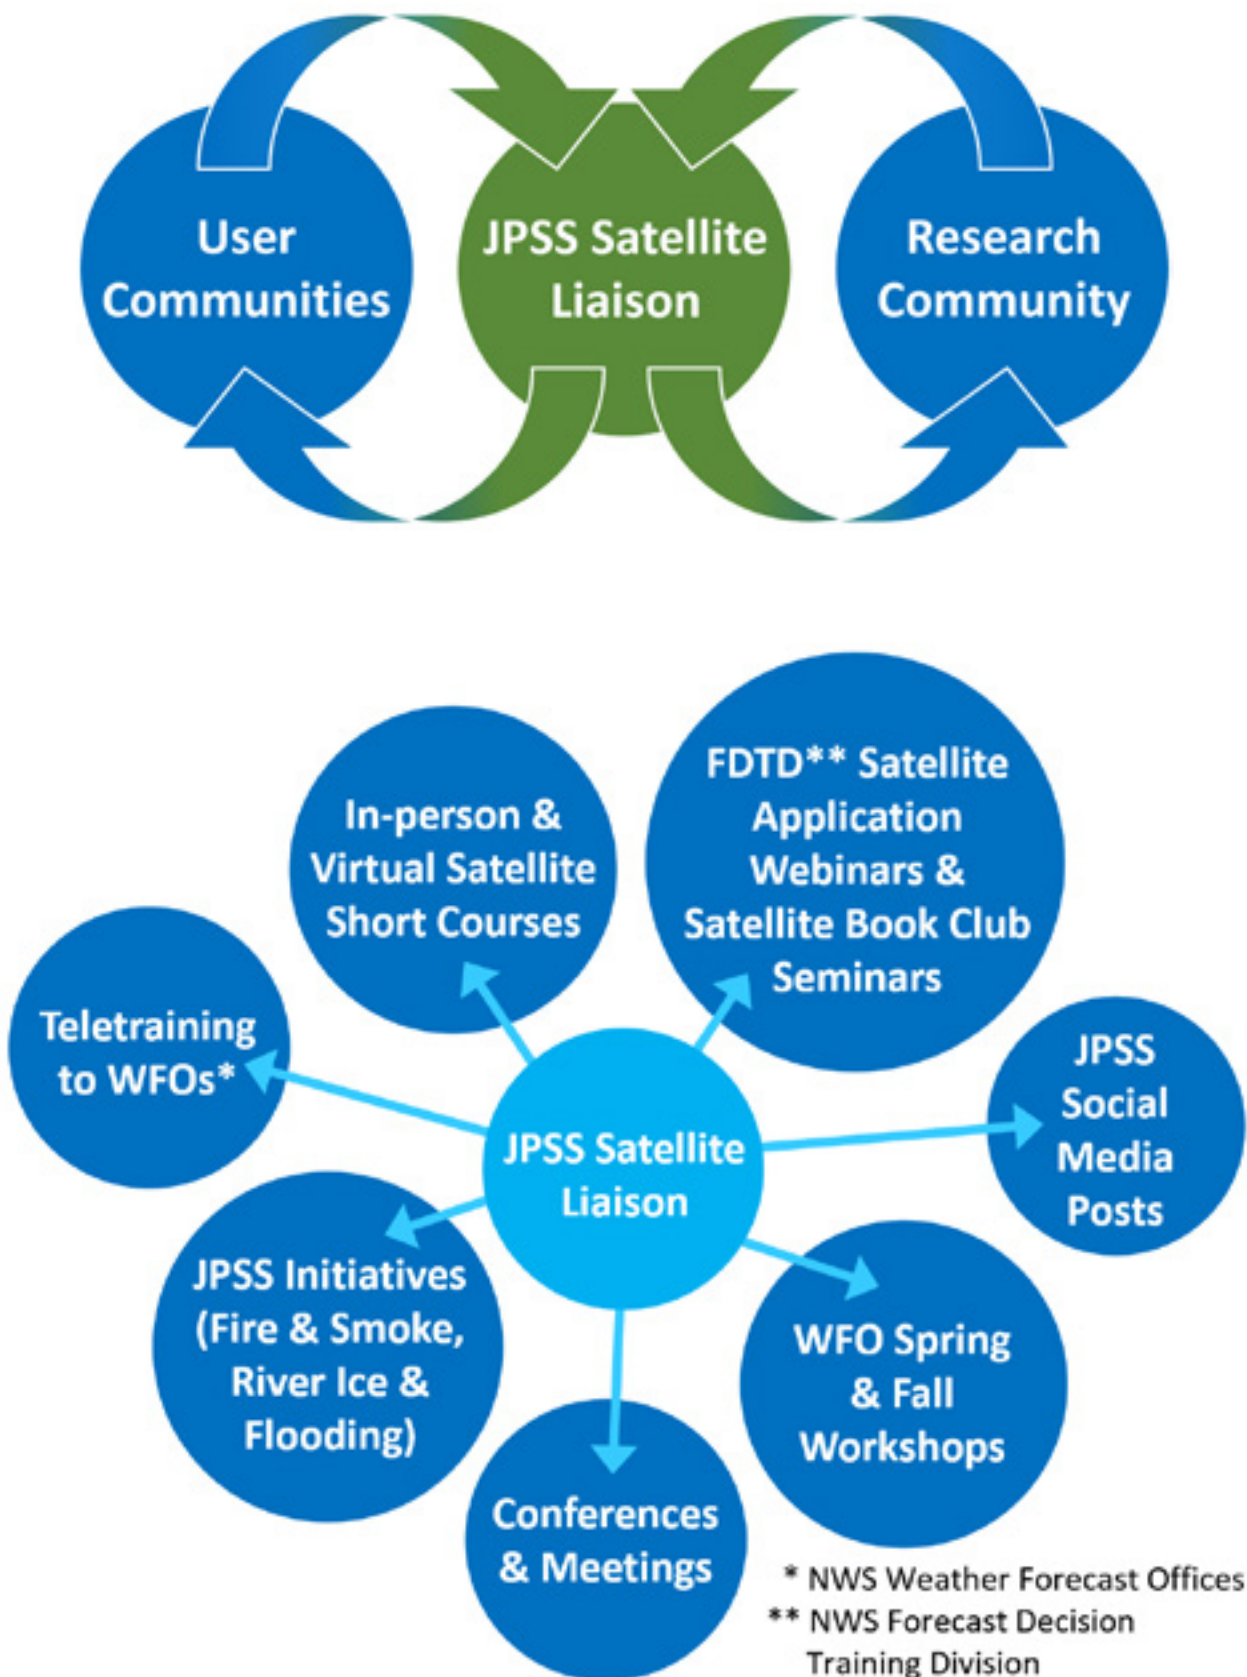 User
Communities
JPSS Satellite
Liaison
Research
Community
In-person &
Virtual Satellite
Short Courses
FDTD** Satellite
Application
Webinars &
Satellite Book Club
Seminars
Teletraining
to WFOs*
JPSS
Social
Media
Posts
JPSS Satellite
Liaison
JPSS Initiatives
(Fire & Smoke,
River Ice &
Flooding)
WFO Spring
& Fall
Workshops
Conferences
& Meetings
* NWS Weather Forecast Offices
** NWS Forecast Decision
Training Division